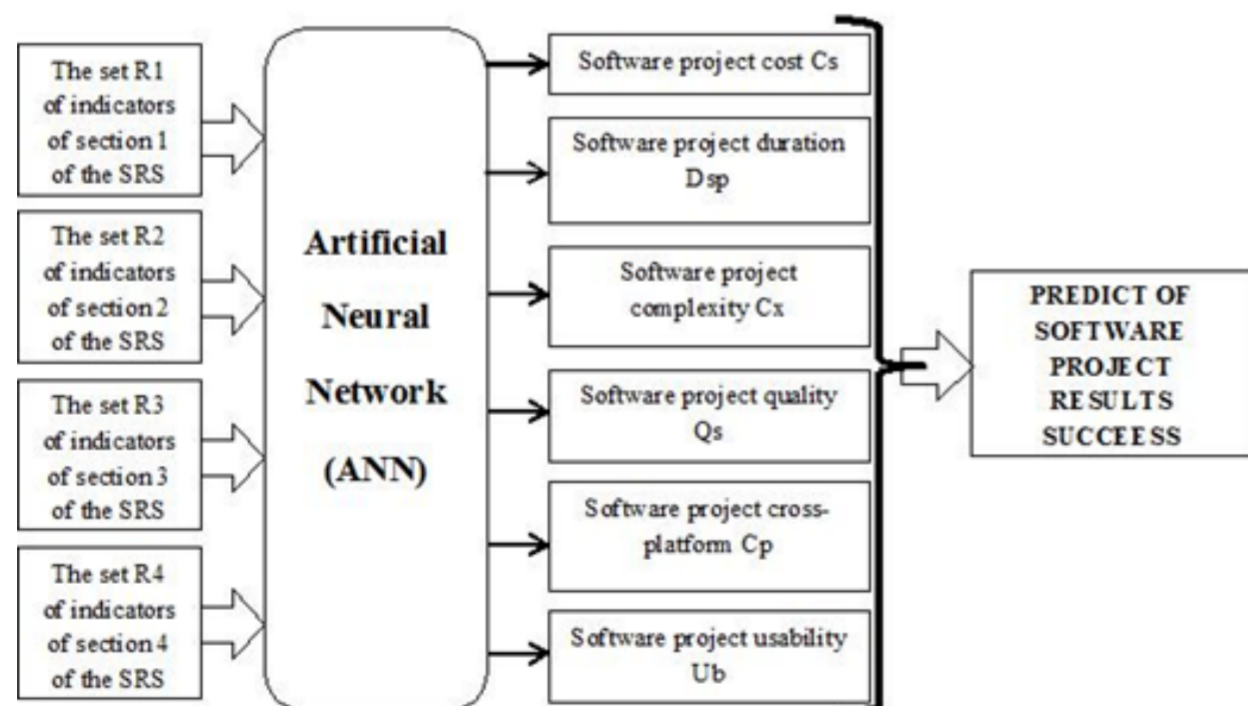 The set R1
of indicators
of section 1
of the SRS
The set R2
of indicators
of section 2
of the SRS
The set R3
of indicators
of section 3
of the SRS
The set R4
of indicators
of section 4
of the SRS
Artificial
Neural
Network
(ANN)
Software project cost Cs
Software project duration
Dsp
Software project
complexity Cx
Software project quality
Qs
Software project cross-
platform Cp
Software project usability
Ub
PREDICT OF
SOFTWARE
PROJECT
RESULTS
SUCCEESS